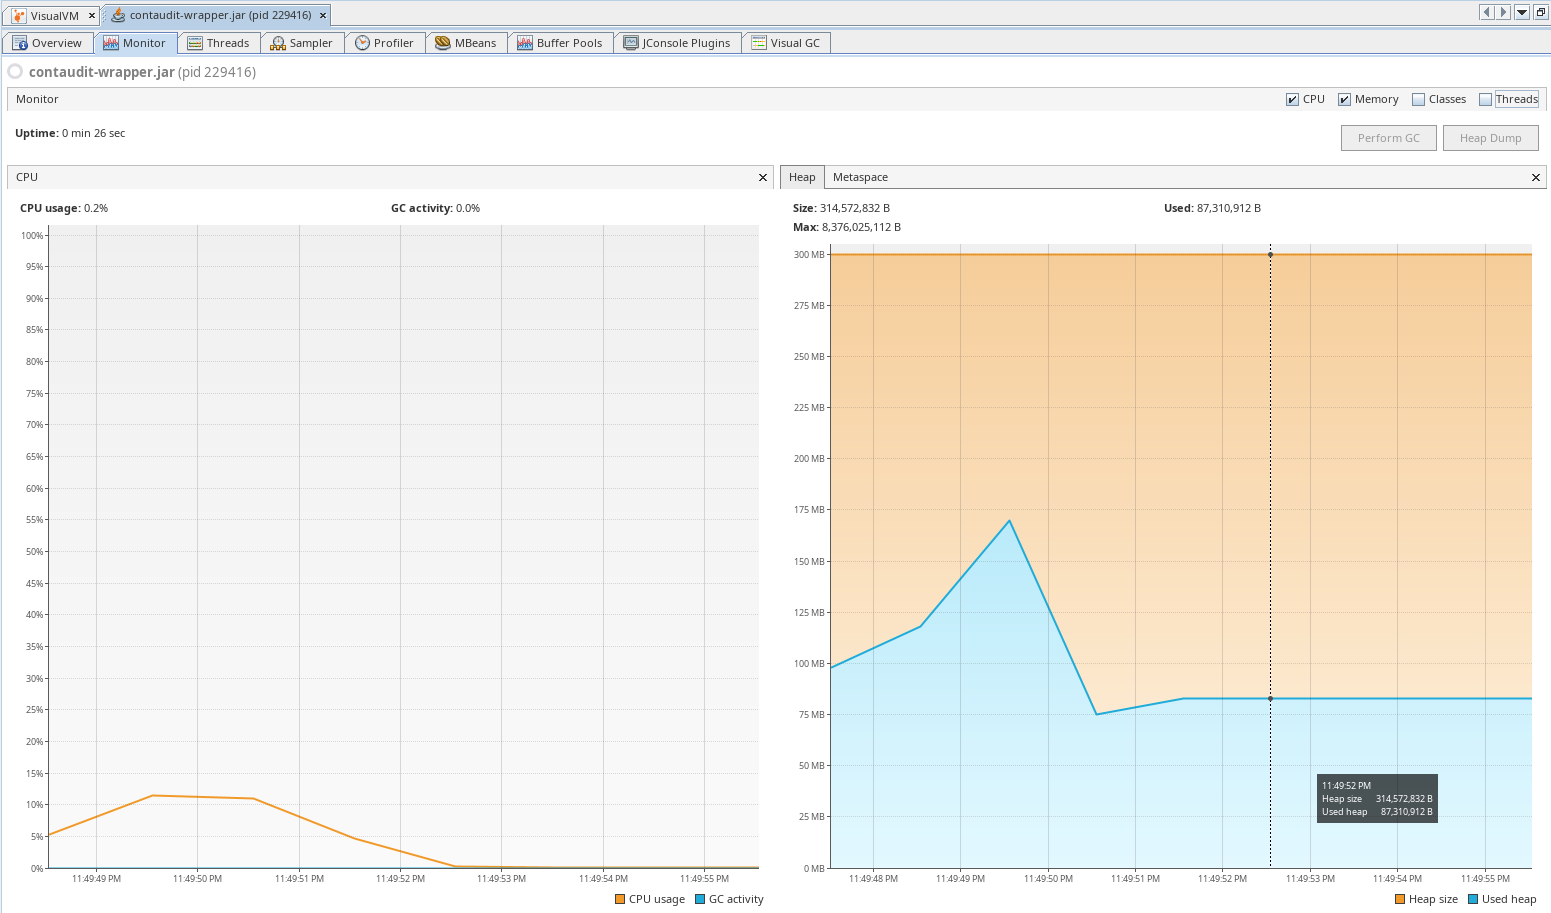 VisualVM
contaudit-wrapper.jar (pid 229416)
Overview Monitor Threads Sampler Profiler MBeans Buffer Pools JConsole Plugins Visual GC
contaudit-wrapper.jar (pid 229416)
Monitor CPU Memory Classes Threads
Uptime: 0 min 26 sec Perform GC Heap Dump
CPU
CPU usage: 0.2% GC activity: 0.0%
100%
95%
90%
85%
80%
75%
70%
65%
60%
55%
50%
45%
40%
35%
30%
25%
20%
15%
10%
5%
0%
11:49:49 PM 11:49:50 PM 11:49:51 PM 11:49:52 PM 11:49:53 PM 11:49:54 PM 11:49:55 PM
CPU usage GC activity
Heap Metaspace
Size: 314,572,832 B Used: 87,310,912 B
Max: 8,376,025,112 B
300 MB
275 MB
250 MB
225 MB
200 MB
175 MB
150 MB
125 MB
100 MB
75 MB
50 MB
25 MB
0 MB
11:49:52 PM
Heap size 314,572,832 B
Used heap 87,310,912 B
11:49:48 PM 11:49:49 PM 11:49:50 PM 11:49:51 PM 11:49:52 PM 11:49:53 PM 11:49:54 PM 11:49:55 PM
Heap size Used heap